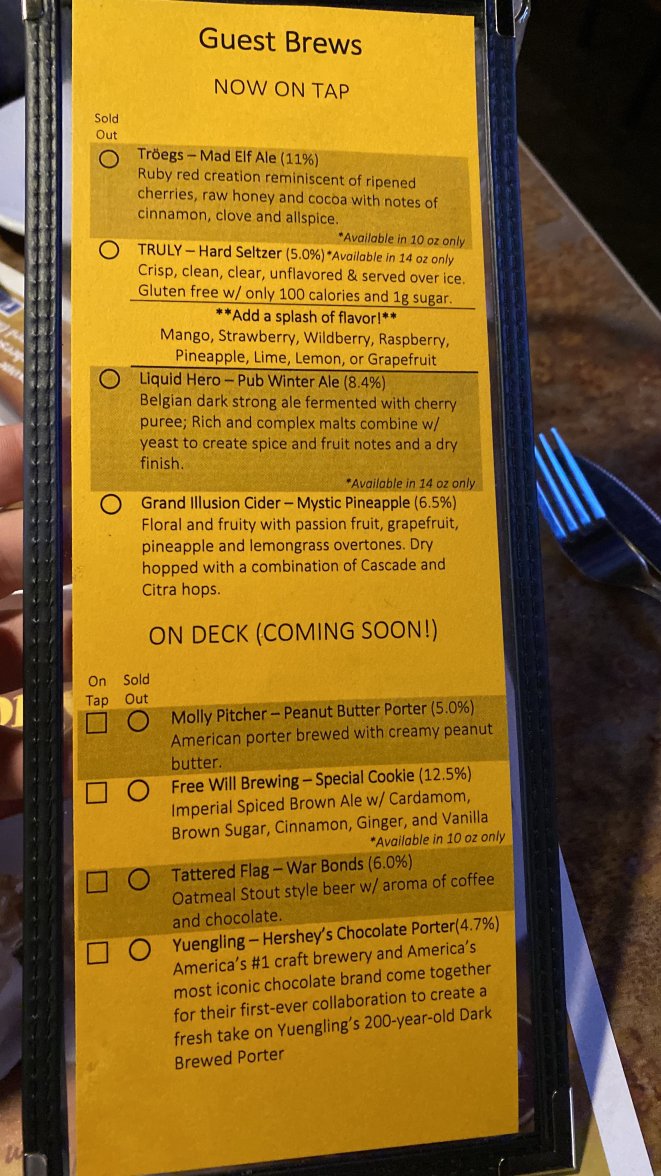 Guest Brews
NOW ON TAP
Sold
Out
Tröegs – Mad Elf Ale (11%)
Ruby red creation reminiscent of ripened
cherries, raw honey and cocoa with notes of
cinnamon, clove and allspice.
*Available in 10 oz only
TRULY – Hard Seltzer (5.0%) *Available in 14 oz only
Crisp, clean, clear, unflavored & served over ice.
Gluten free w/ only 100 calories and 1g sugar.
**Add a splash of flavor!**
Mango, Strawberry, Wildberry, Raspberry,
Pineapple, Lime, Lemon, or Grapefruit
Liquid Hero – Pub Winter Ale (8.4%)
Belgian dark strong ale fermented with cherry
puree; Rich and complex malts combine w/
yeast to create spice and fruit notes and a dry
finish.
*Available in 14 oz only
Grand Illusion Cider – Mystic Pineapple (6.5%)
Floral and fruity with passion fruit, grapefruit,
pineapple and lemongrass overtones. Dry
hopped with a combination of Cascade and
Citra hops.
ON DECK (COMING SOON!)
On Sold
Tap Out
Molly Pitcher – Peanut Butter Porter (5.0%)
American porter brewed with creamy peanut
butter.
Free Will Brewing – Special Cookie (12.5%)
Imperial Spiced Brown Ale w/ Cardamom,
Brown Sugar, Cinnamon, Ginger, and Vanilla
*Available in 10 oz only
Tattered Flag – War Bonds (6.0%)
Oatmeal Stout style beer w/ aroma of coffee
and chocolate.
Yuengling – Hershey's Chocolate Porter(4.7%)
America's #1 craft brewery and America's
most iconic chocolate brand come together
for their first-ever collaboration to create a
fresh take on Yuengling's 200-year-old Dark
Brewed Porter